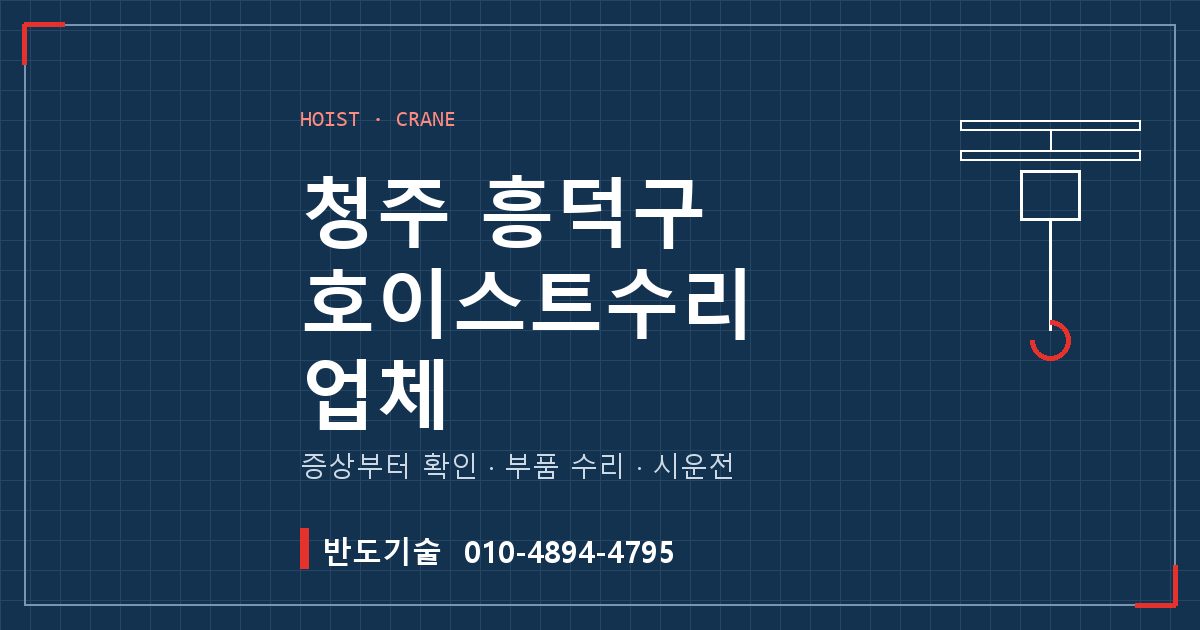 HOIST · CRANE
청주 흥덕구
호이스트수리
업체
증상부터 확인 · 부품 수리 · 시운전
반도기술 010-4894-4795